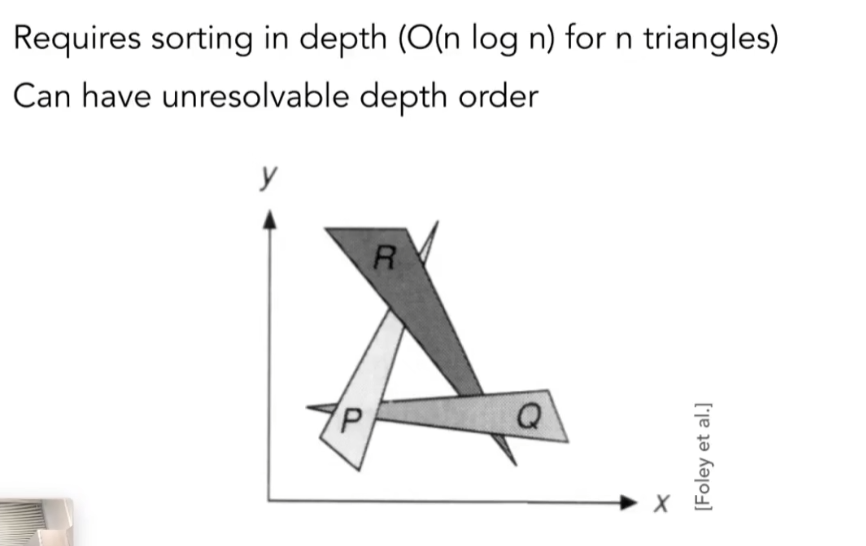 Requires sorting in depth (O(n log n) for n triangles)
Can have unresolvable depth order
y
R
P
Q
x
[Foley et al.]